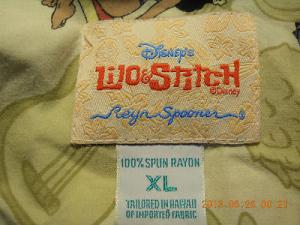 Disney's
Lilo & Stitch
©Disney
Reyn Spooner®
100% SPUN RAYON
XL
TAILORED IN HAWAII
OF IMPORTED FABRIC